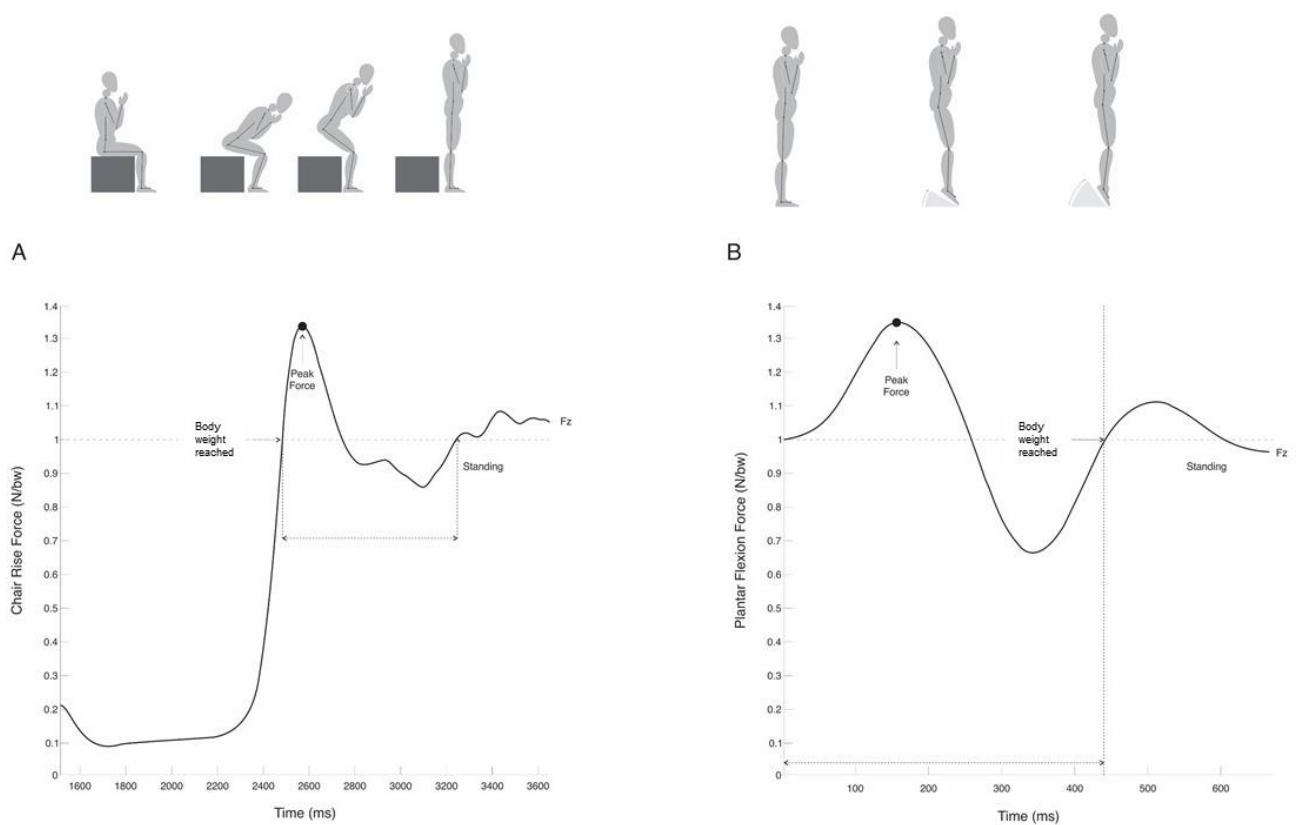 A
B
1.4
1.3
1.2
1.1
1
0.9
0.8
0.7
0.6
0.5
0.4
0.3
0.2
0.1
0
Chair Rise Force (N/bw)
Peak
Force
Body
weight
reached
Fz
Standing
1600
1800
2000
2200
2400
2600
2800
3000
3200
3400
3600
Time (ms)
1.4
1.3
1.2
1.1
1
0.9
0.8
0.7
0.6
0.5
0.4
0.3
0.2
0.1
0
Plantar Flexion Force (N/bw)
Peak
Force
Body
weight
reached
Standing
Fz
100
200
300
400
500
600
Time (ms)